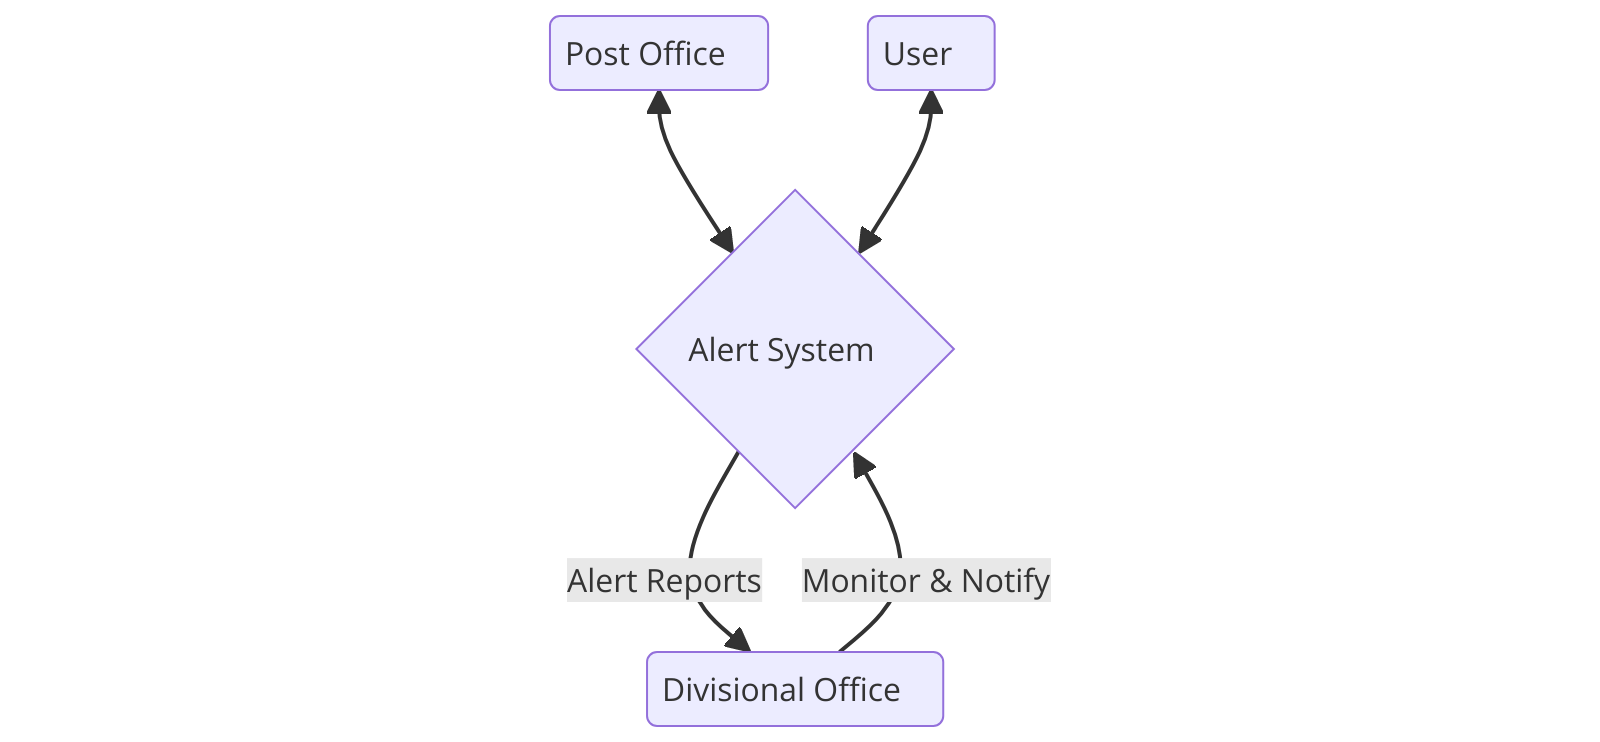 Post Office
User
Alert System
Alert Reports
Monitor & Notify
Divisional Office